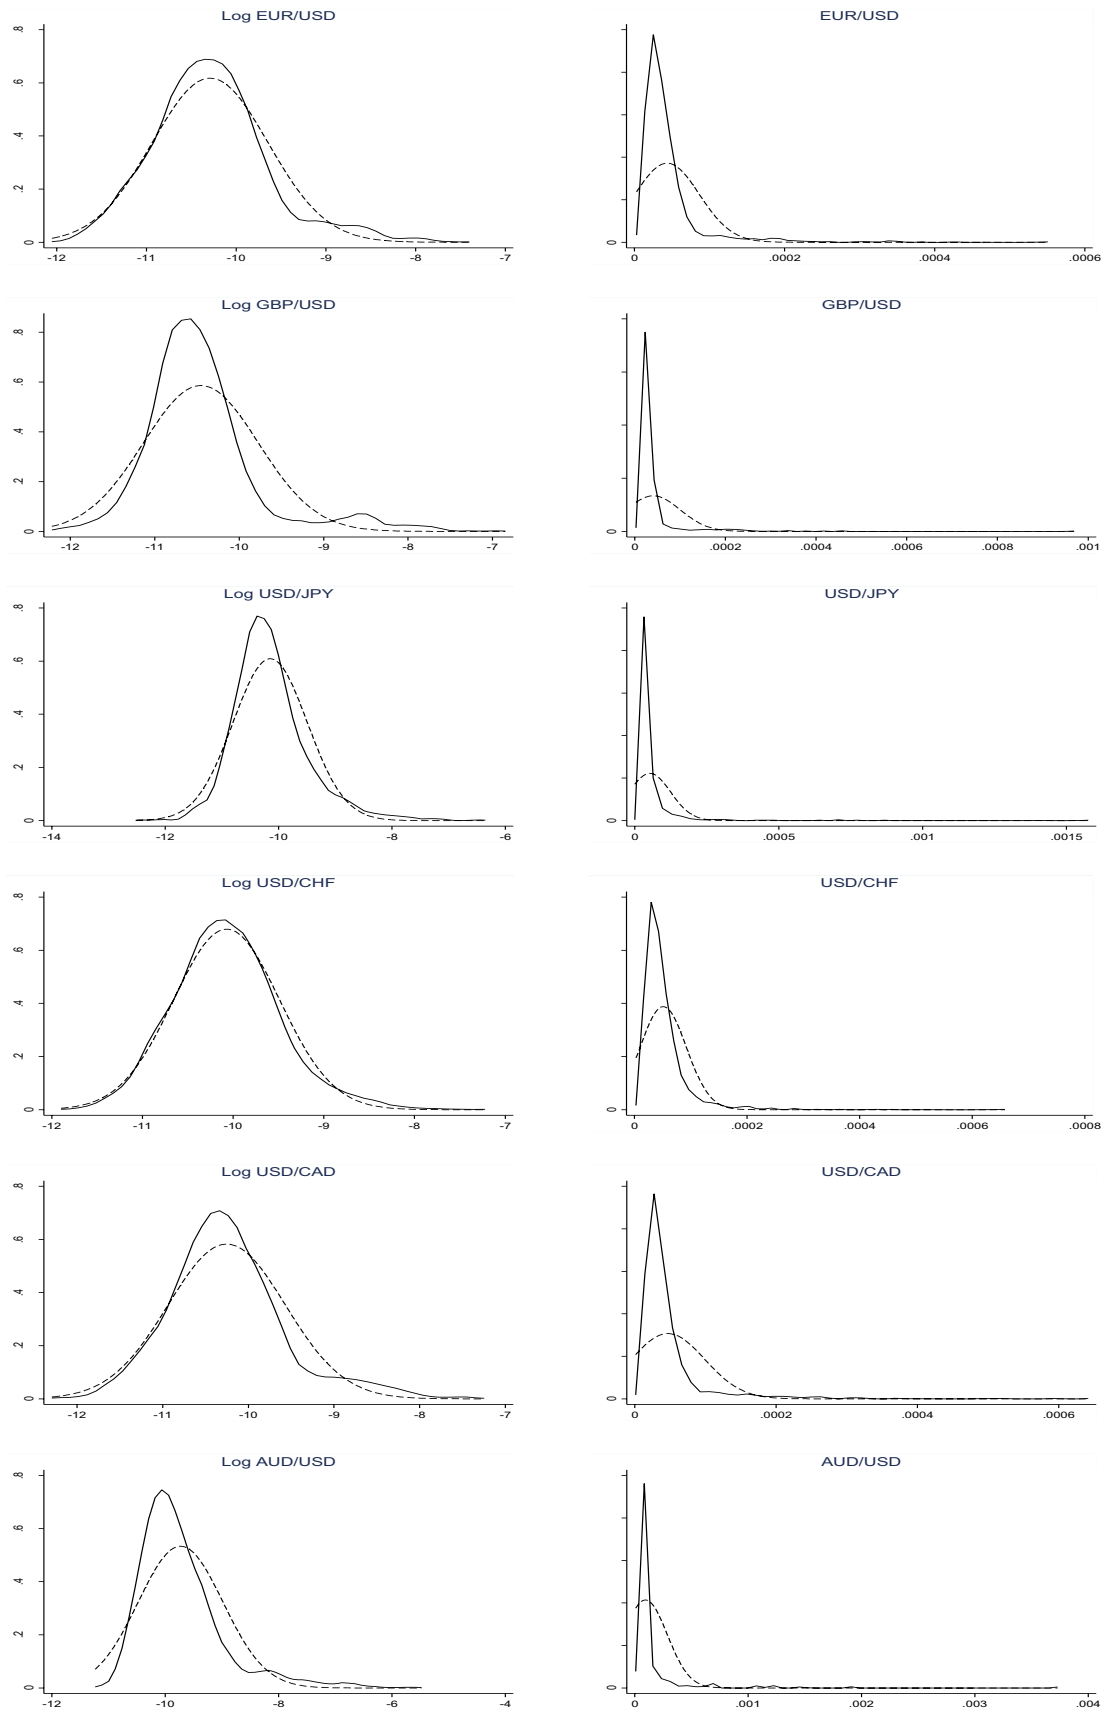 Log EUR/USD
EUR/USD
.8
.6
.4
.2
0
-12 -11 -10 -9 -8 -7
0
0 .0002 .0004 .0006
Log GBP/USD
GBP/USD
.8
.6
.4
.2
0
-12 -11 -10 -9 -8 -7
0
0 .0002 .0004 .0006 .0008 .001
Log USD/JPY
USD/JPY
.8
.6
.4
.2
0
-14 -12 -10 -8 -6
0
0 .0005 .001 .0015
Log USD/CHF
USD/CHF
.8
.6
.4
.2
0
-12 -11 -10 -9 -8 -7
0
0 .0002 .0004 .0006 .0008
Log USD/CAD
USD/CAD
.8
.6
.4
.2
0
-12 -11 -10 -9 -8 -7
0
0 .0002 .0004 .0006
Log AUD/USD
AUD/USD
.8
.6
.4
.2
0
-12 -10 -8 -6 -4
0
0 .001 .002 .003 .004